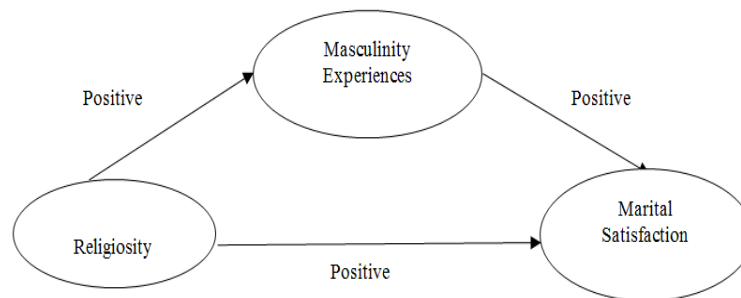 Masculinity
Experiences
Positive
Positive
Religiosity
Marital
Satisfaction
Positive